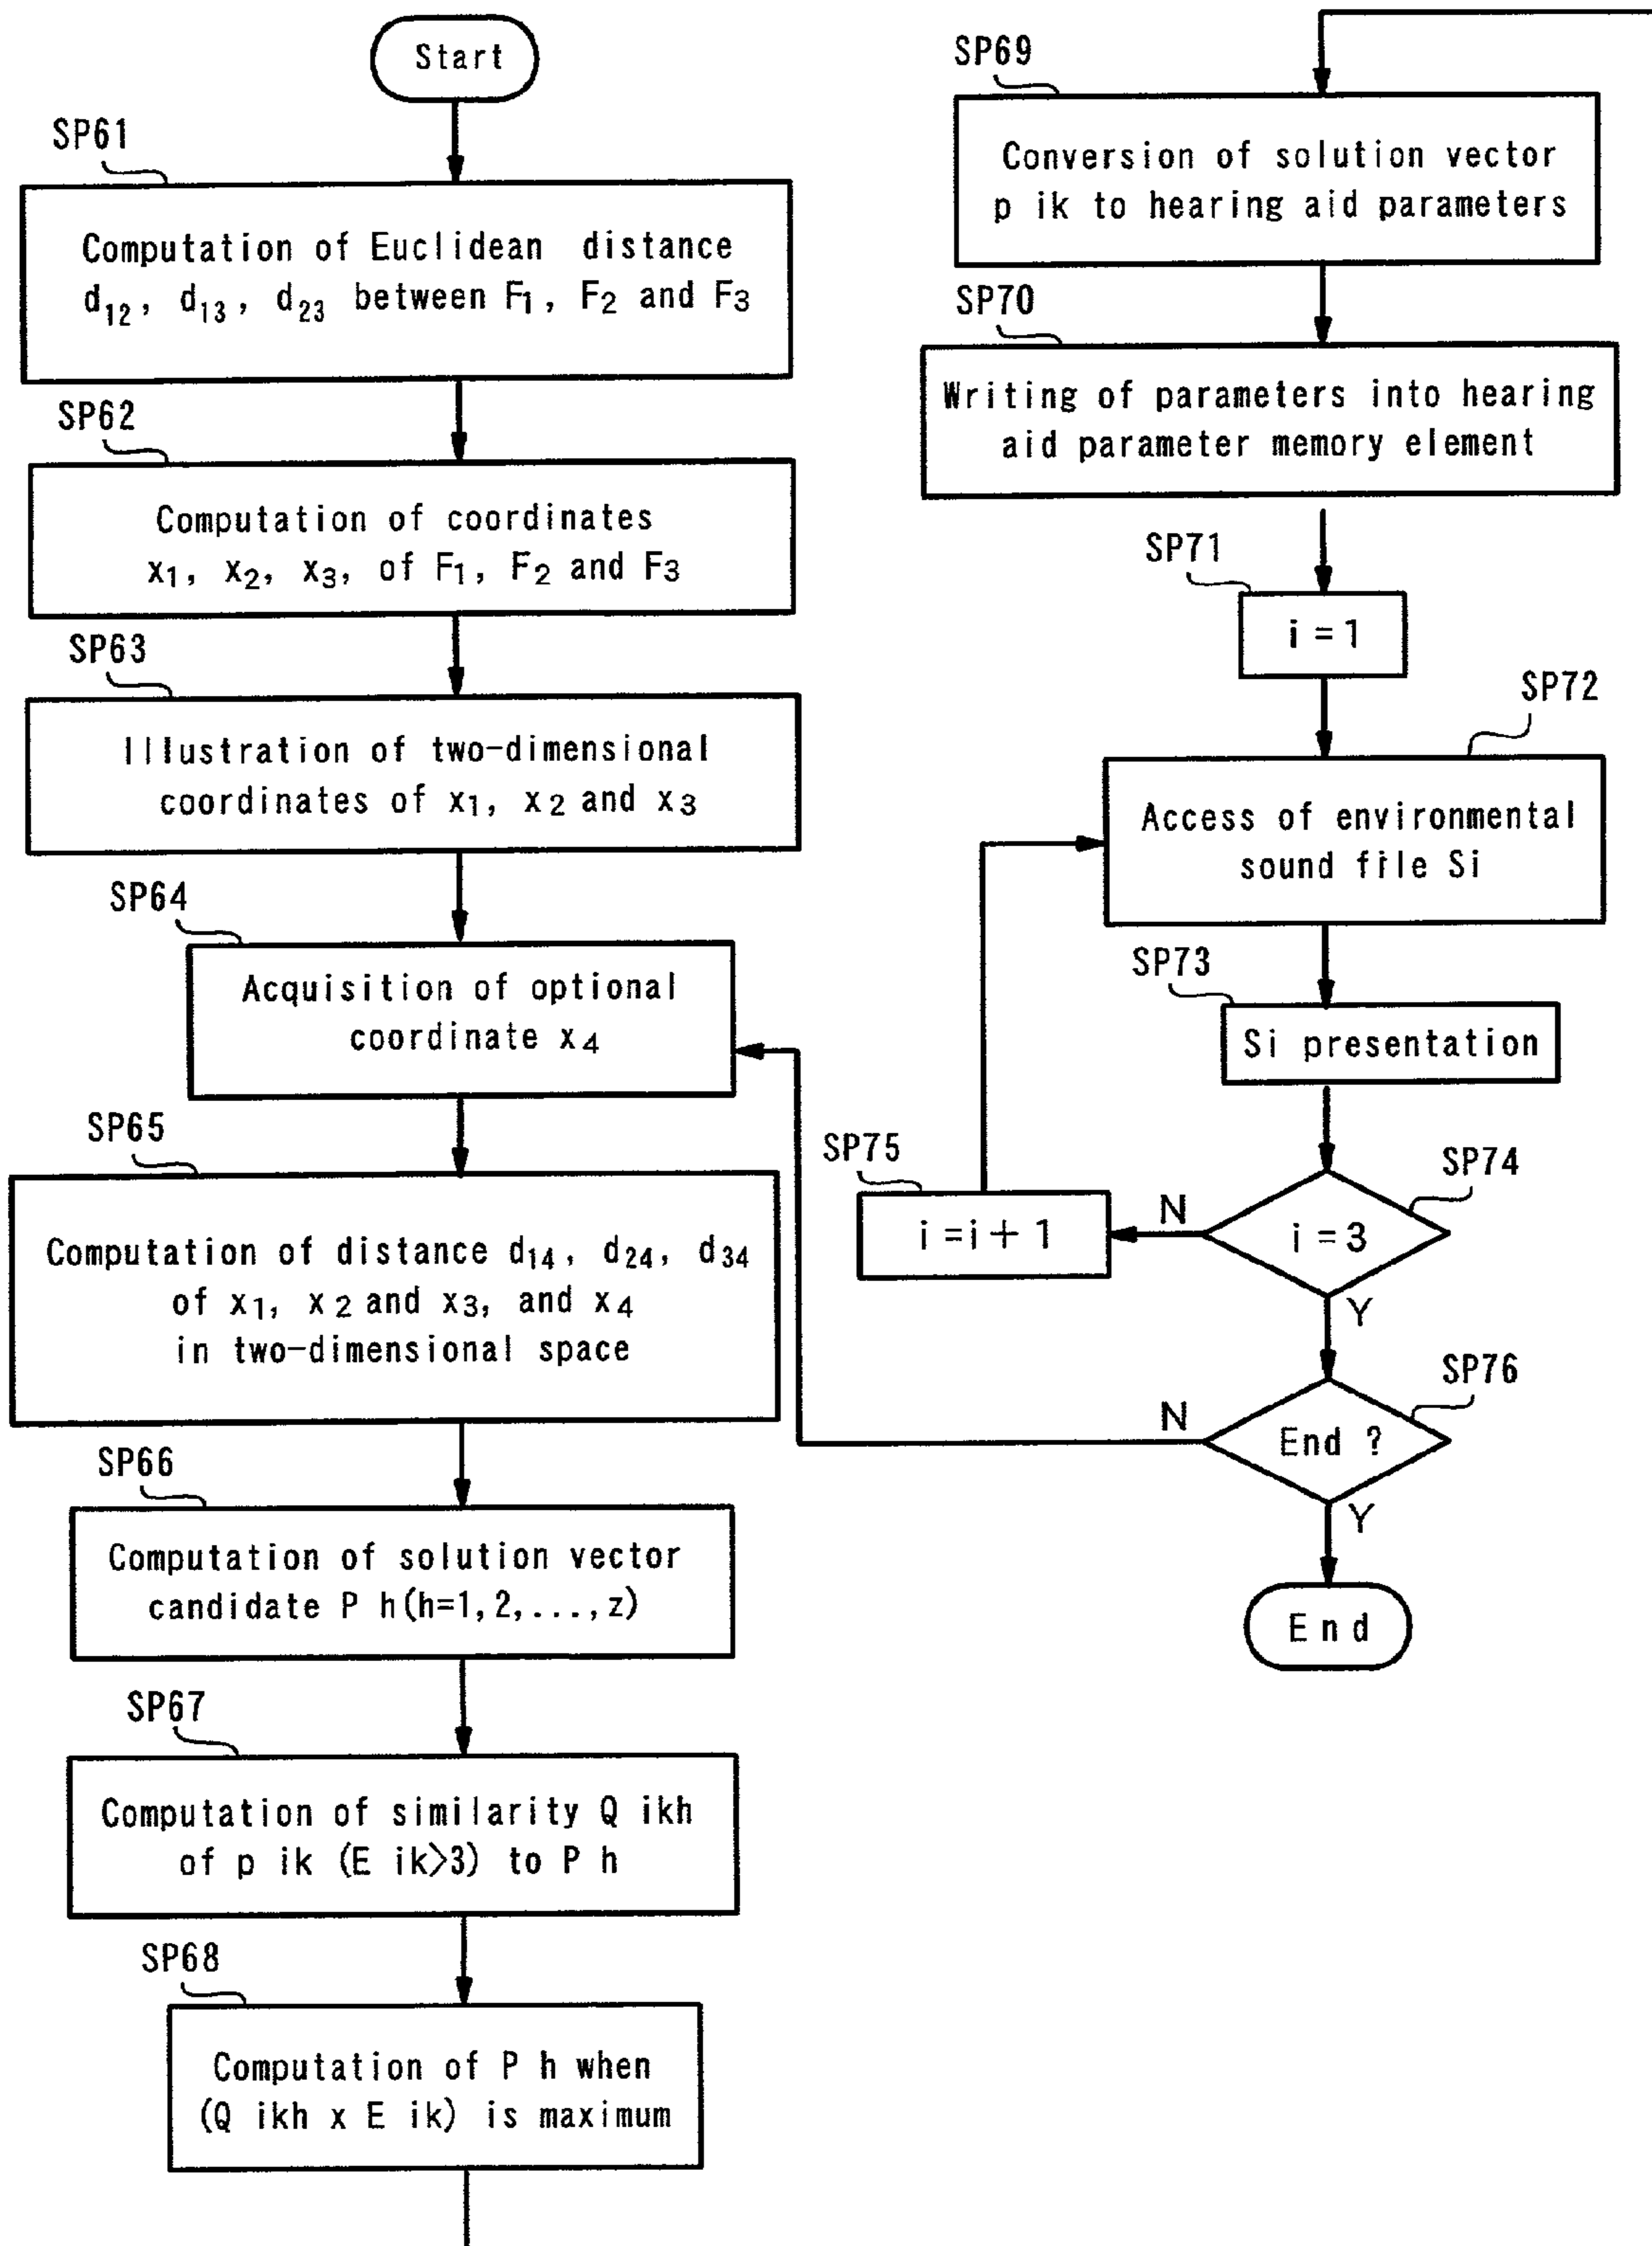 Start
SP61
Computation of Euclidean distance
d12, d13, d23 between F1, F2 and F3
SP62
Computation of coordinates
x1, x2, x3, of F1, F2 and F3
SP63
Illustration of two-dimensional
coordinates of x1, x2 and x3
SP64
Acquisition of optional
coordinate x4
SP65
Computation of distance d14, d24, d34
of x1, x2 and x3, and x4
in two-dimensional space
SP66
Computation of solution vector
candidate P h(h=1,2,...,z)
SP67
Computation of similarity Q ikh
of p ik (E ik>3) to P h
SP68
Computation of P h when
(Q ikh x E ik) is maximum
SP69
Conversion of solution vector
p ik to hearing aid parameters
SP70
Writing of parameters into hearing
aid parameter memory element
SP71
i=1
SP72
Access of environmental
sound file Si
SP73
Si presentation
SP74
i=3
N
Y
SP75
i=i+1
SP76
End ?
N
Y
End